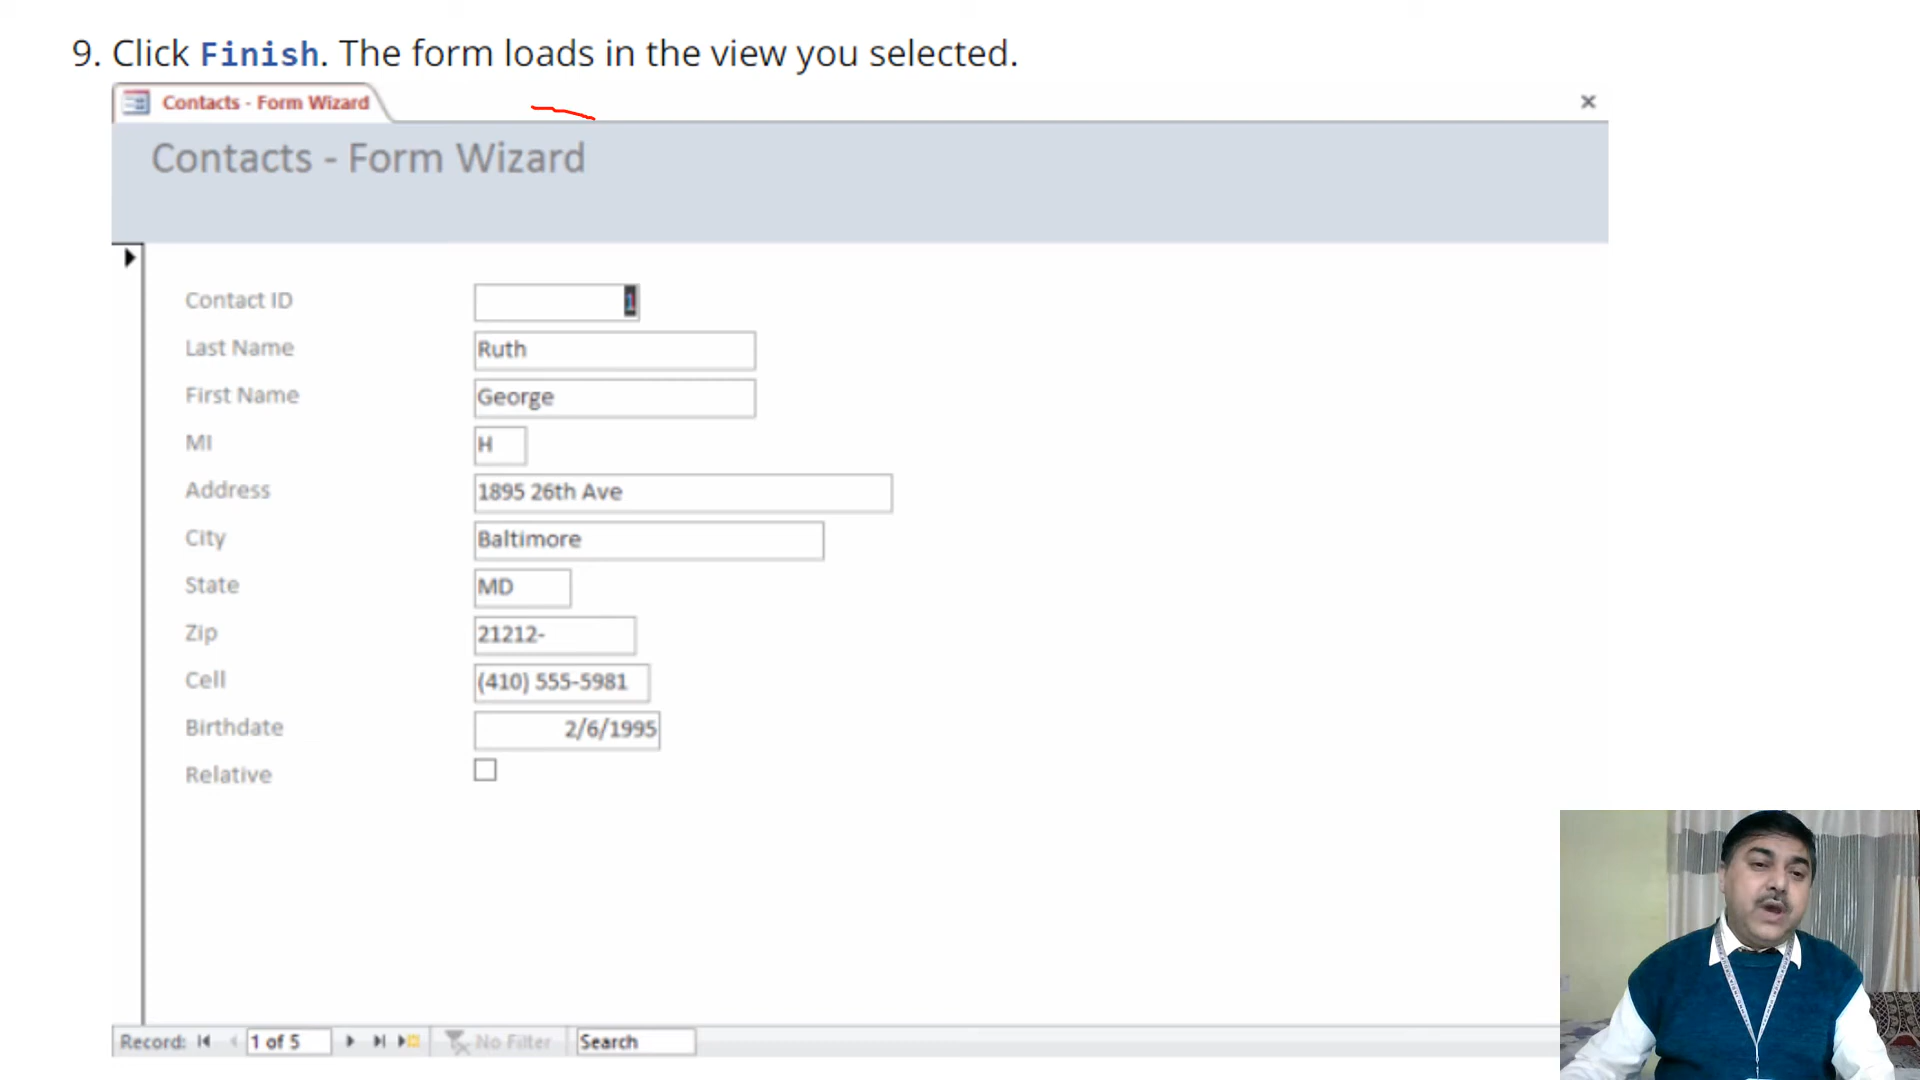 9. Click Finish. The form loads in the view you selected.
Contacts - Form Wizard
Contacts - Form Wizard
Contact ID 1
Last Name Ruth
First Name George
MI H
Address 1895 26th Ave
City Baltimore
State MD
Zip 21212-
Cell (410) 555-5981
Birthdate 2/6/1995
Relative
Record: 1 of 5 No Filter Search